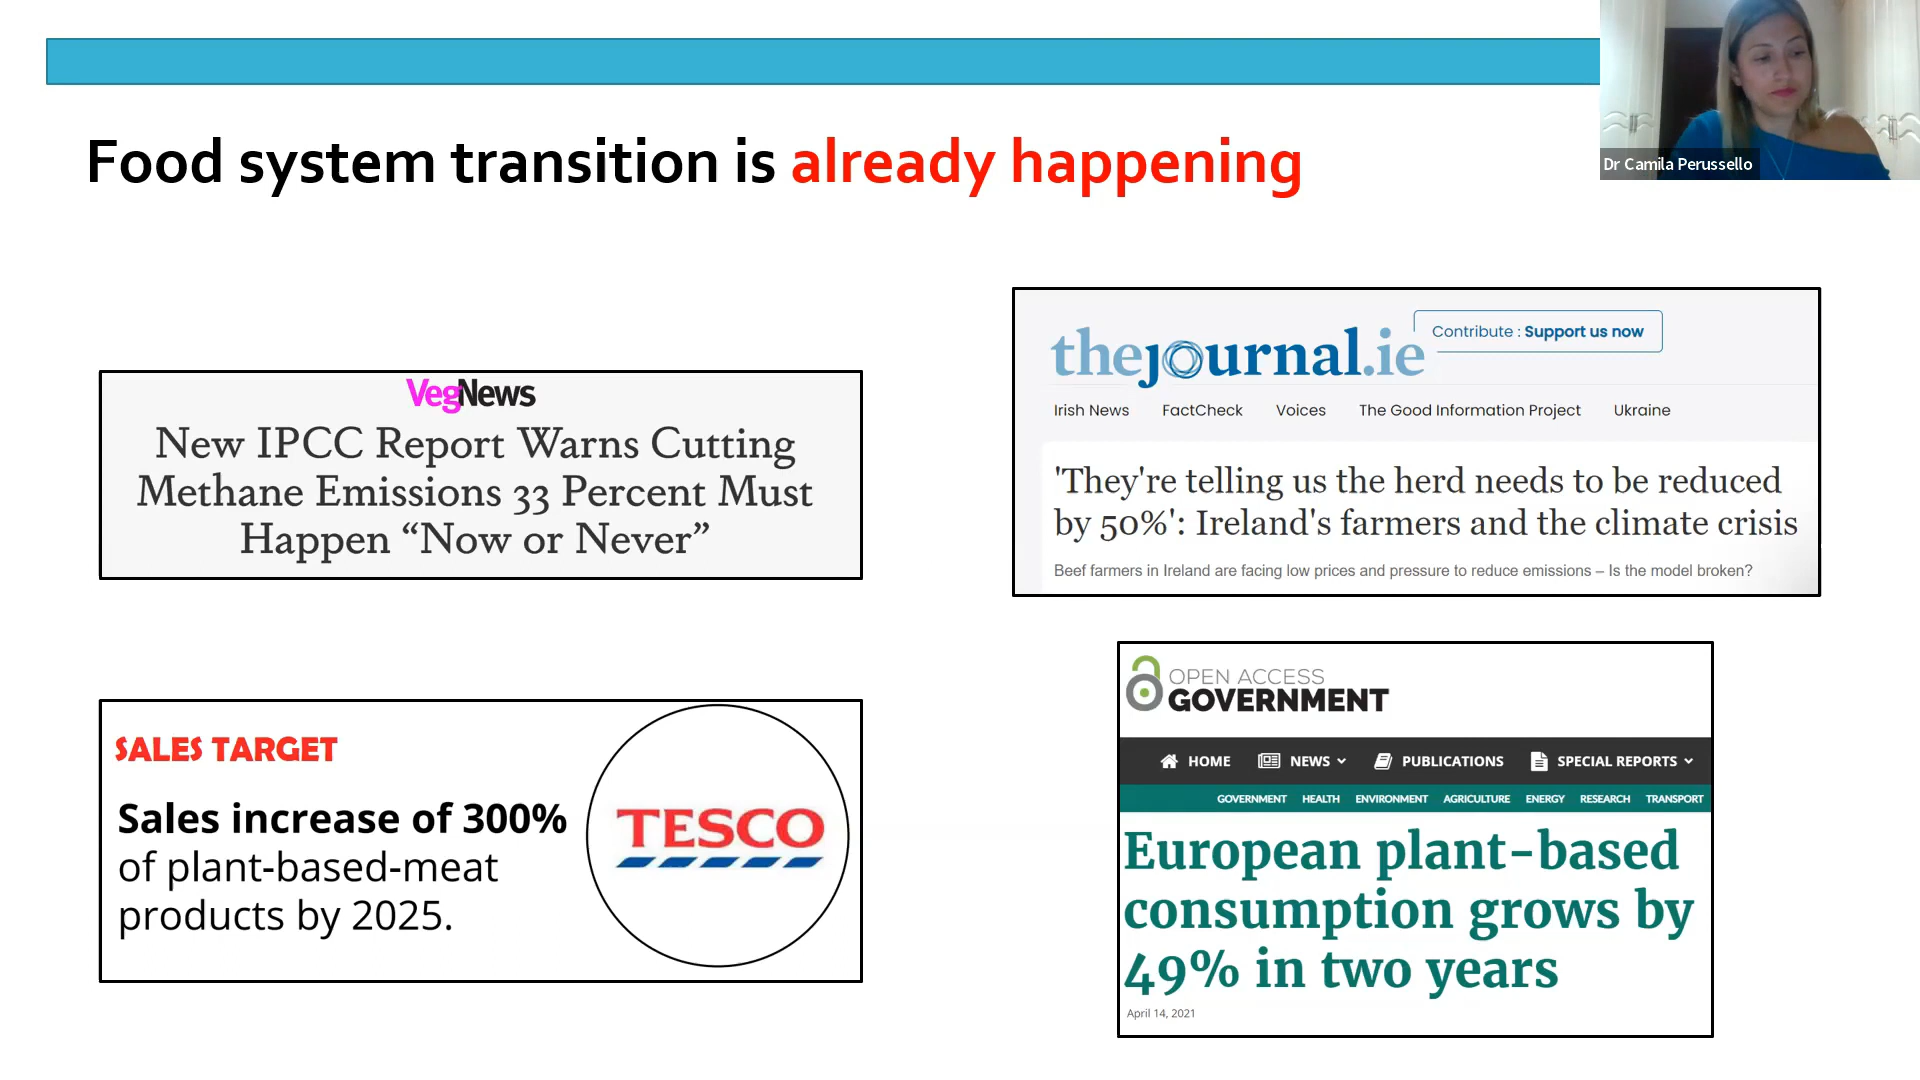 Food system transition is already happening
Dr Camila Perussello
VegNews
New IPCC Report Warns Cutting
Methane Emissions 33 Percent Must
Happen “Now or Never”
thejournal.ie
Contribute : Support us now
Irish News FactCheck Voices The Good Information Project Ukraine
'They're telling us the herd needs to be reduced
by 50%': Ireland's farmers and the climate crisis
Beef farmers in Ireland are facing low prices and pressure to reduce emissions – Is the model broken?
SALES TARGET
Sales increase of 300%
of plant-based-meat
products by 2025.
TESCO
OPEN ACCESS
GOVERNMENT
HOME NEWS PUBLICATIONS SPECIAL REPORTS
GOVERNMENT HEALTH ENVIRONMENT AGRICULTURE ENERGY RESEARCH TRANSPORT
European plant-based
consumption grows by
49% in two years
April 14, 2021